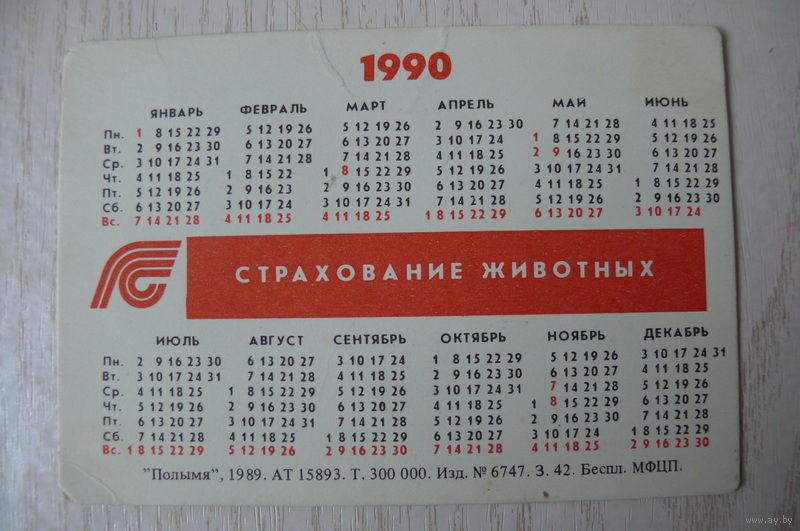 1990
ЯНВАРЬ ФЕВРАЛЬ МАРТ АПРЕЛЬ МАЙ ИЮНЬ
Пн. 1 8 15 22 29 5 12 19 26 5 12 19 26 2 9 16 23 30 7 14 21 28 4 11 18 25
Вт. 2 9 16 23 30 6 13 20 27 6 13 20 27 3 10 17 24 1 8 15 22 29 5 12 19 26
Ср. 3 10 17 24 31 7 14 21 28 7 14 21 28 4 11 18 25 2 9 16 23 30 6 13 20 27
Чт. 4 11 18 25 1 8 15 22 1 8 15 22 29 5 12 19 26 3 10 17 24 31 7 14 21 28
Пт. 5 12 19 26 2 9 16 23 2 9 16 23 30 6 13 20 27 4 11 18 25 1 8 15 22 29
Сб. 6 13 20 27 3 10 17 24 3 10 17 24 31 7 14 21 28 5 12 19 26 2 9 16 23 30
Вс. 7 14 21 28 4 11 18 25 4 11 18 25 1 8 15 22 29 6 13 20 27 3 10 17 24
СТРАХОВАНИЕ ЖИВОТНЫХ
ИЮЛЬ АВГУСТ СЕНТЯБРЬ ОКТЯБРЬ НОЯБРЬ ДЕКАБРЬ
Пн. 2 9 16 23 30 6 13 20 27 3 10 17 24 1 8 15 22 29 5 12 19 26 3 10 17 24 31
Вт. 3 10 17 24 31 7 14 21 28 4 11 18 25 2 9 16 23 30 6 13 20 27 4 11 18 25
Ср. 4 11 18 25 1 8 15 22 29 5 12 19 26 3 10 17 24 31 7 14 21 28 5 12 19 26
Чт. 5 12 19 26 2 9 16 23 30 6 13 20 27 4 11 18 25 1 8 15 22 29 6 13 20 27
Пт. 6 13 20 27 3 10 17 24 31 7 14 21 28 5 12 19 26 2 9 16 23 30 7 14 21 28
Сб. 7 14 21 28 4 11 18 25 1 8 15 22 29 6 13 20 27 3 10 17 24 1 8 15 22 29
Вс. 1 8 15 22 29 5 12 19 26 2 9 16 23 30 7 14 21 28 4 11 18 25 2 9 16 23 30
"Полымя", 1989. АТ 15893. Т. 300 000. Изд. № 6747. З. 42. Беспл. МФЦП.
www.ay.by